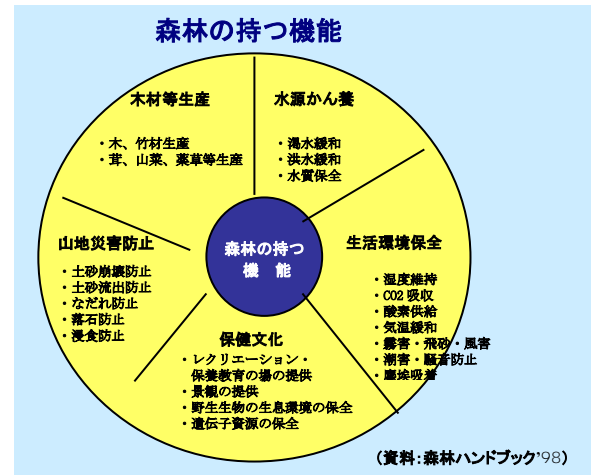 森林の持つ機能
木材等生産
・木、竹材生産
・茸、山菜、薬草等生産
水源かん養
・渇水緩和
・洪水緩和
・水質保全
山地災害防止
・土砂崩壊防止
・土砂流出防止
・なだれ防止
・落石防止
・浸食防止
森林の持つ
機　能
生活環境保全
・湿度維持
・CO2 吸収
・酸素供給
・気温緩和
・霧害・飛砂・風害
・潮害・騒音防止
・塵埃吸着
保健文化
・レクリエーション・
保養教育の場の提供
・景観の提供
・野生生物の生息環境の保全
・遺伝子資源の保全
（資料：森林ハンドブック'98）